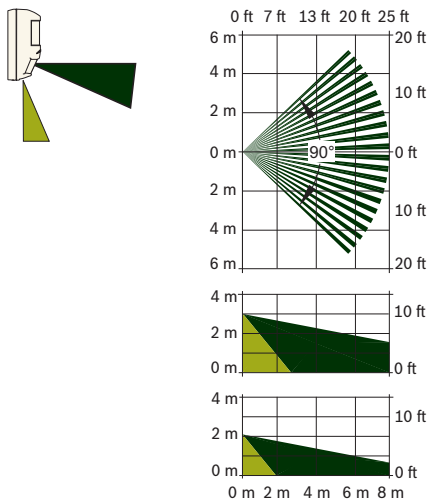 0 ft 7 ft 13 ft 20 ft 25 ft
6 m 20 ft
4 m
2 m 10 ft
0 m 90° 0 ft
2 m
4 m 10 ft
6 m 20 ft
4 m 10 ft
2 m
0 m 0 ft
4 m 10 ft
2 m
0 m 0 ft
0 m 2 m 4 m 6 m 8 m